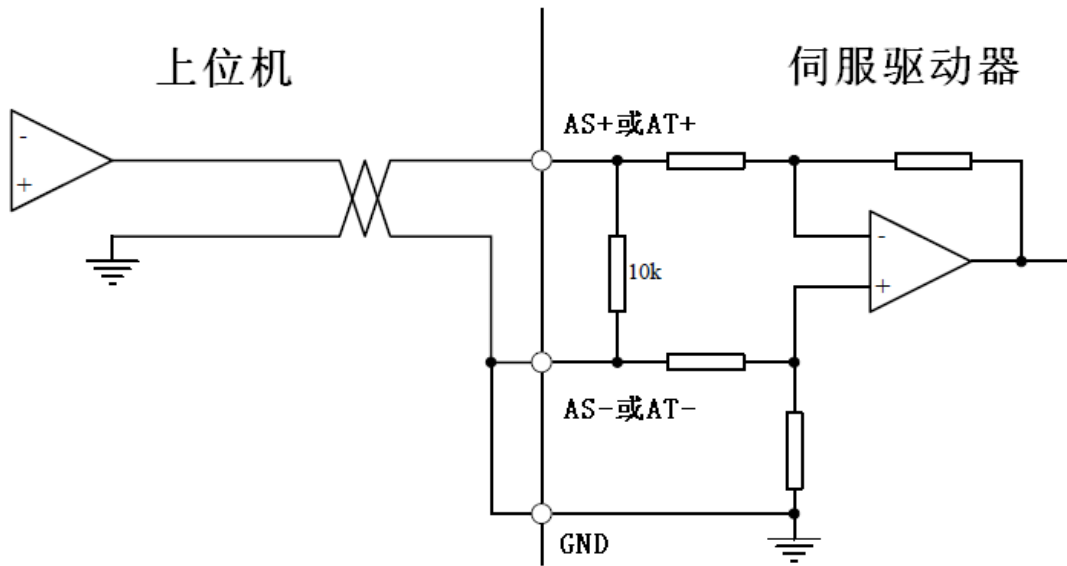 上位机
伺服驱动器
AS+或AT+
-
+
10k
-
+
AS-或AT-
GND